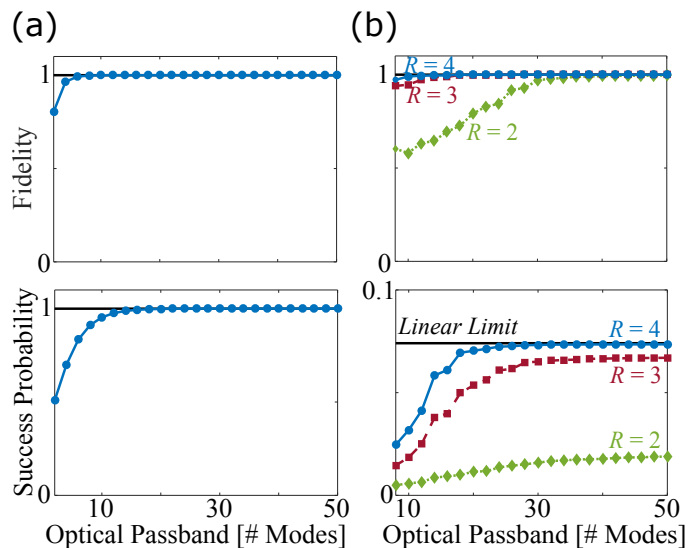 (a)
(b)
1
Fidelity
0
1
R = 4
R = 3
R = 2
0
Success Probability
1
0
10
30
50
Optical Passband [# Modes]
0.1
Linear Limit
R = 4
R = 3
R = 2
0
10
30
50
Optical Passband [# Modes]